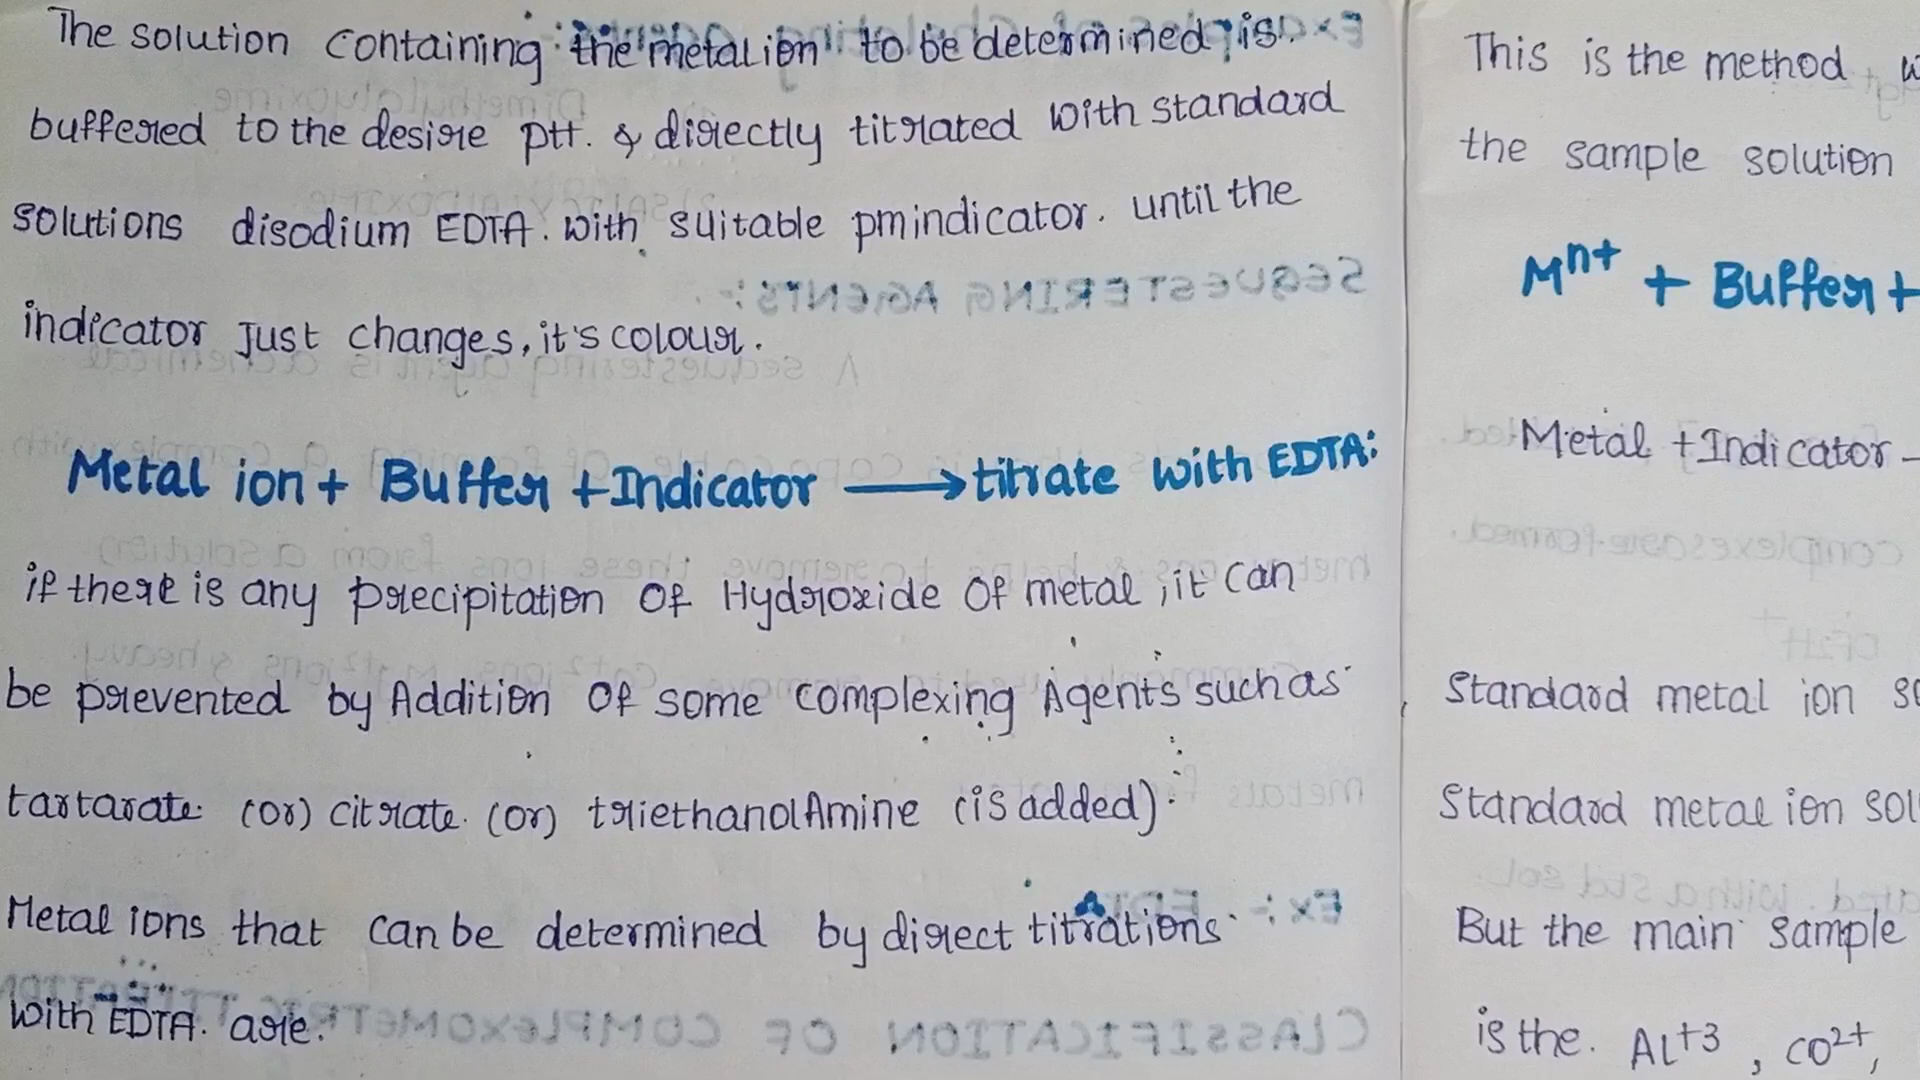 The solution containing the metal ion to be determined is
buffered to the desire pH. & directly titrated with standard
solutions disodium EDTA. with suitable pm indicator. until the
indicator Just changes, it's colour.
Metal ion + Buffer + Indicator ⟶ titrate with EDTA:
if there is any precipitation of Hydroxide of metal, it can
be prevented by Addition of some complexing Agents such as
tartarate (or) citrate (or) triethanolAmine (is added).
Metal ions that can be determined by direct titrations
with EDTA. are.
This is the method
the sample solution
Mⁿ⁺ + Buffer +
Metal + Indicator
Standard metal ion
Standard metal ion
But the main sample
is the. Al⁺³, CO²⁺,